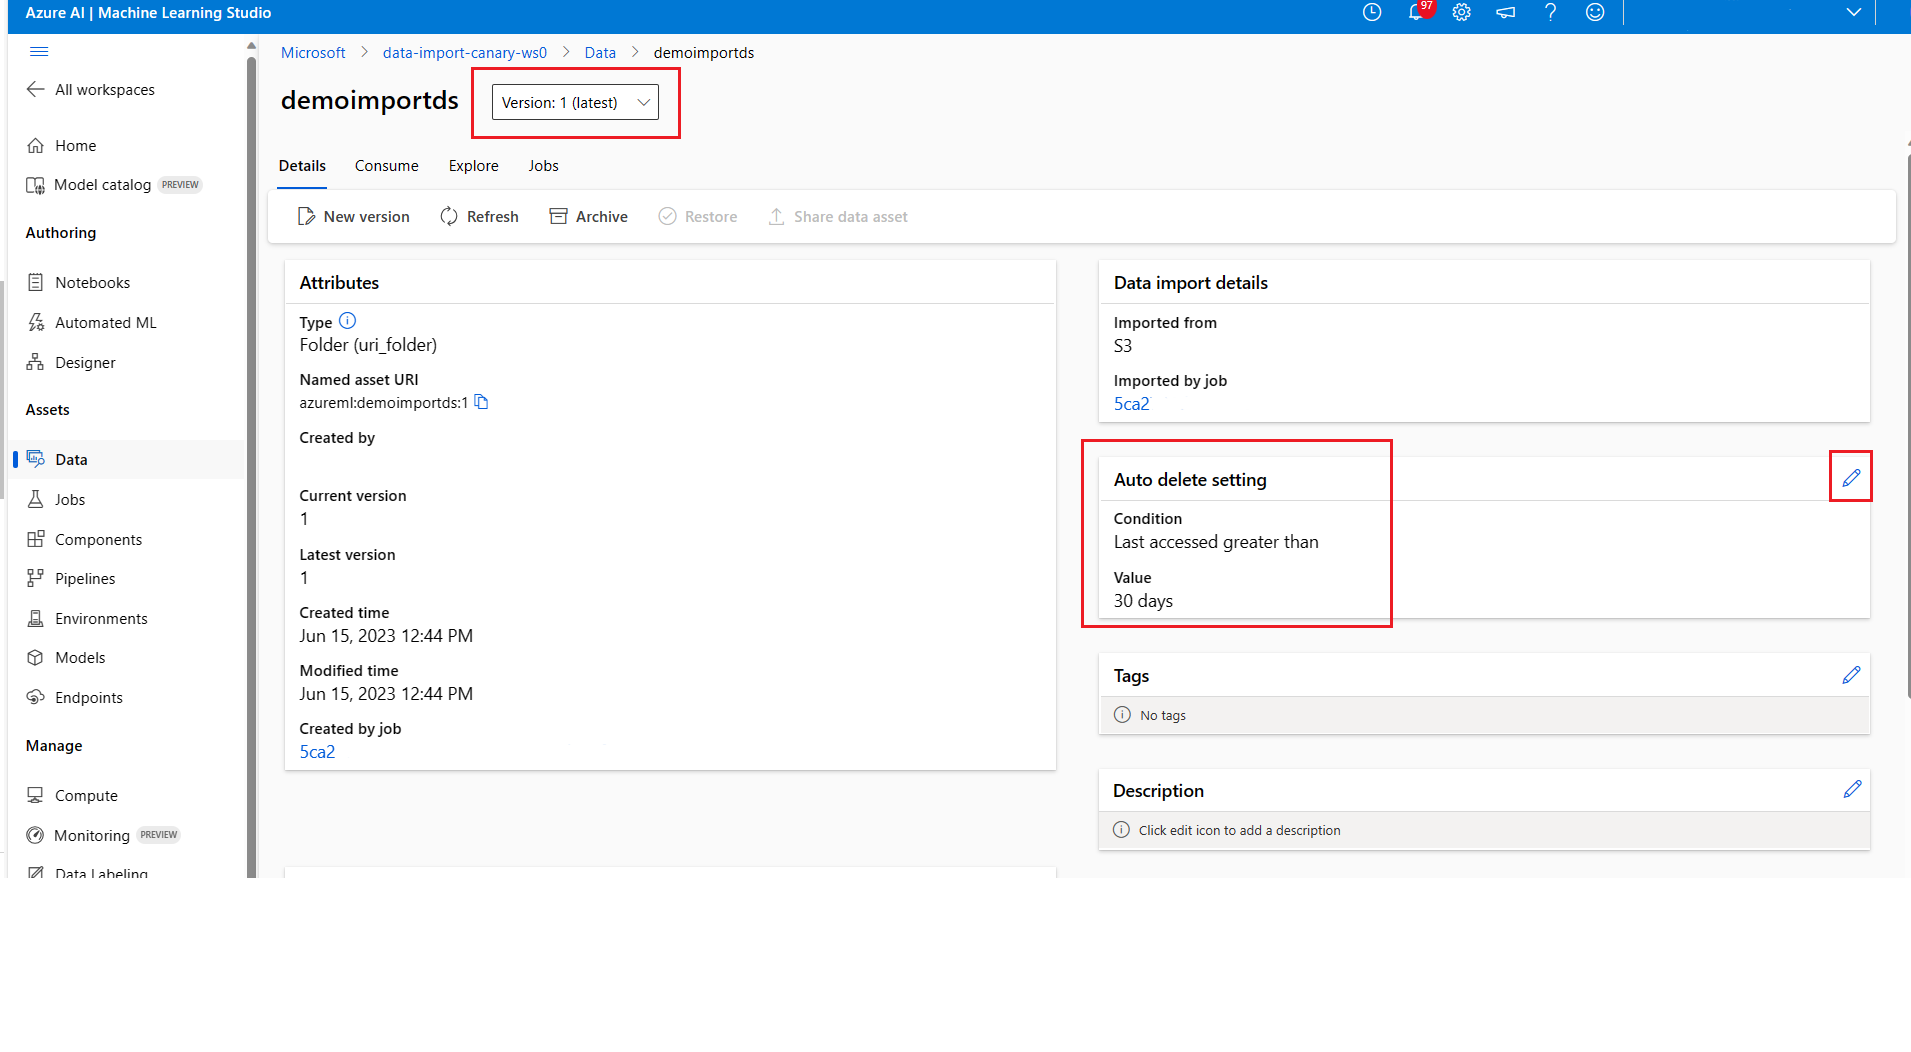 Azure AI | Machine Learning Studio
97
All workspaces
Home
Model catalog PREVIEW
Authoring
Notebooks
Automated ML
Designer
Assets
Data
Jobs
Components
Pipelines
Environments
Models
Endpoints
Manage
Compute
Monitoring PREVIEW
Data Labeling
Microsoft > data-import-canary-ws0 > Data > demoimportds
demoimportds
Version: 1 (latest)
Details Consume Explore Jobs
New version Refresh Archive Restore Share data asset
Attributes
Type
Folder (uri_folder)
Named asset URI
azureml:demoimportds:1
Created by
Current version
1
Latest version
1
Created time
Jun 15, 2023 12:44 PM
Modified time
Jun 15, 2023 12:44 PM
Created by job
5ca2
Data import details
Imported from
S3
Imported by job
5ca2
Auto delete setting
Condition
Last accessed greater than
Value
30 days
Tags
No tags
Description
Click edit icon to add a description